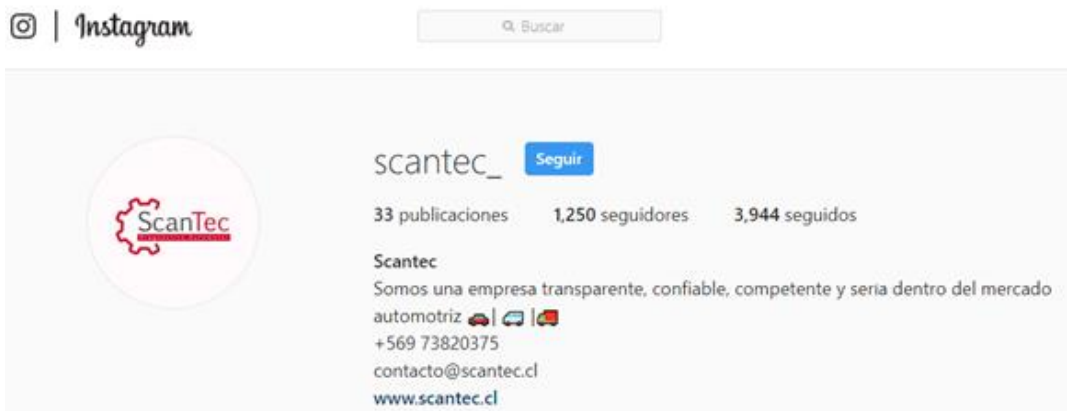 Instagram
Buscar
scantec_ Seguir
33 publicaciones 1,250 seguidores 3,944 seguidos
ScanTec
Scantec
Somos una empresa transparente, confiable, competente y seria dentro del mercado
automotriz 🚗| 🚐 |🚚
+569 73820375
contacto@scantec.cl
www.scantec.cl